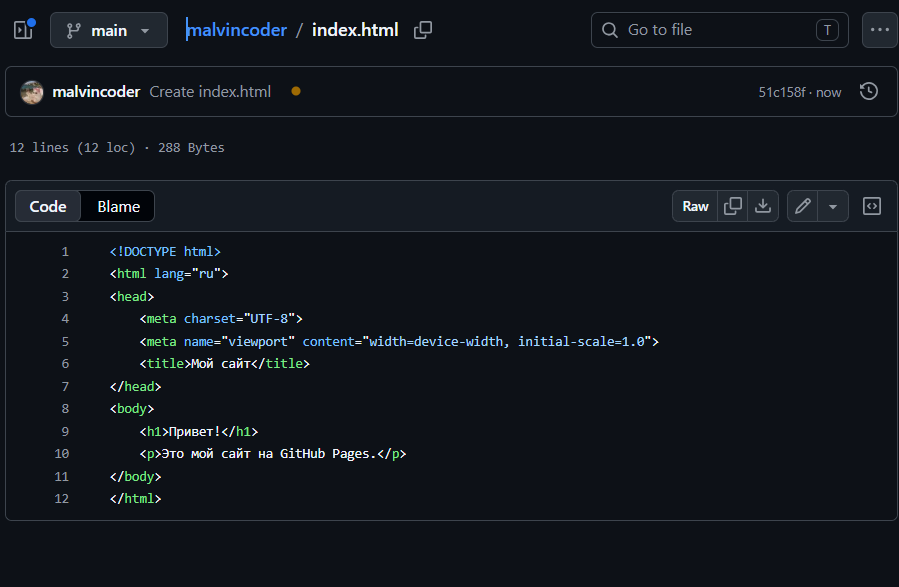 main malvincoder / index.html Go to file T
malvincoder Create index.html 51c158f · now
12 lines (12 loc) · 288 Bytes
Code Blame Raw
1 <!DOCTYPE html>
2 <html lang="ru">
3 <head>
4 <meta charset="UTF-8">
5 <meta name="viewport" content="width=device-width, initial-scale=1.0">
6 <title>Мой сайт</title>
7 </head>
8 <body>
9 <h1>Привет!</h1>
10 <p>Это мой сайт на GitHub Pages.</p>
11 </body>
12 </html>